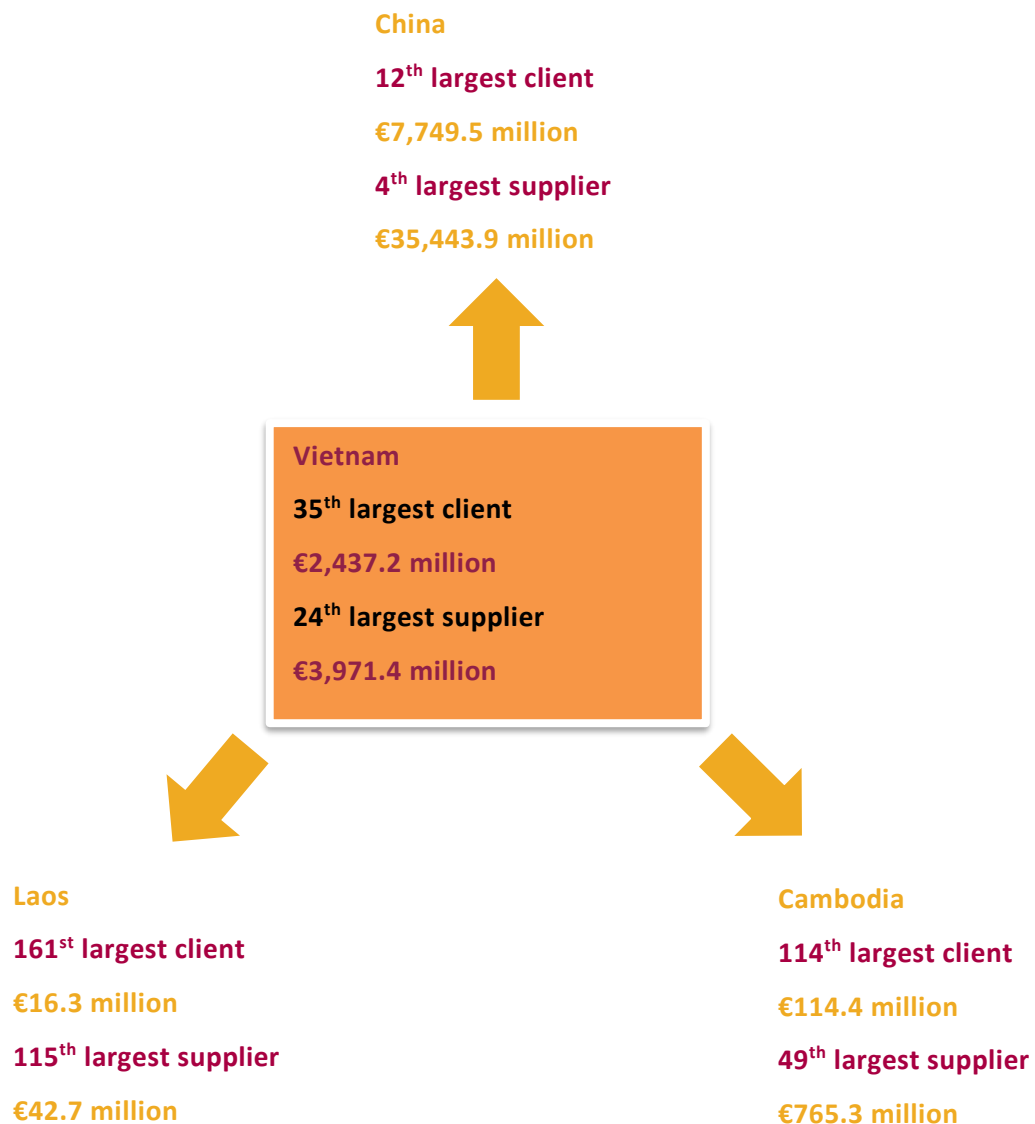 China
12th largest client
€7,749.5 million
4th largest supplier
€35,443.9 million
Vietnam
35th largest client
€2,437.2 million
24th largest supplier
€3,971.4 million
Laos
161st largest client
€16.3 million
115th largest supplier
€42.7 million
Cambodia
114th largest client
€114.4 million
49th largest supplier
€765.3 million